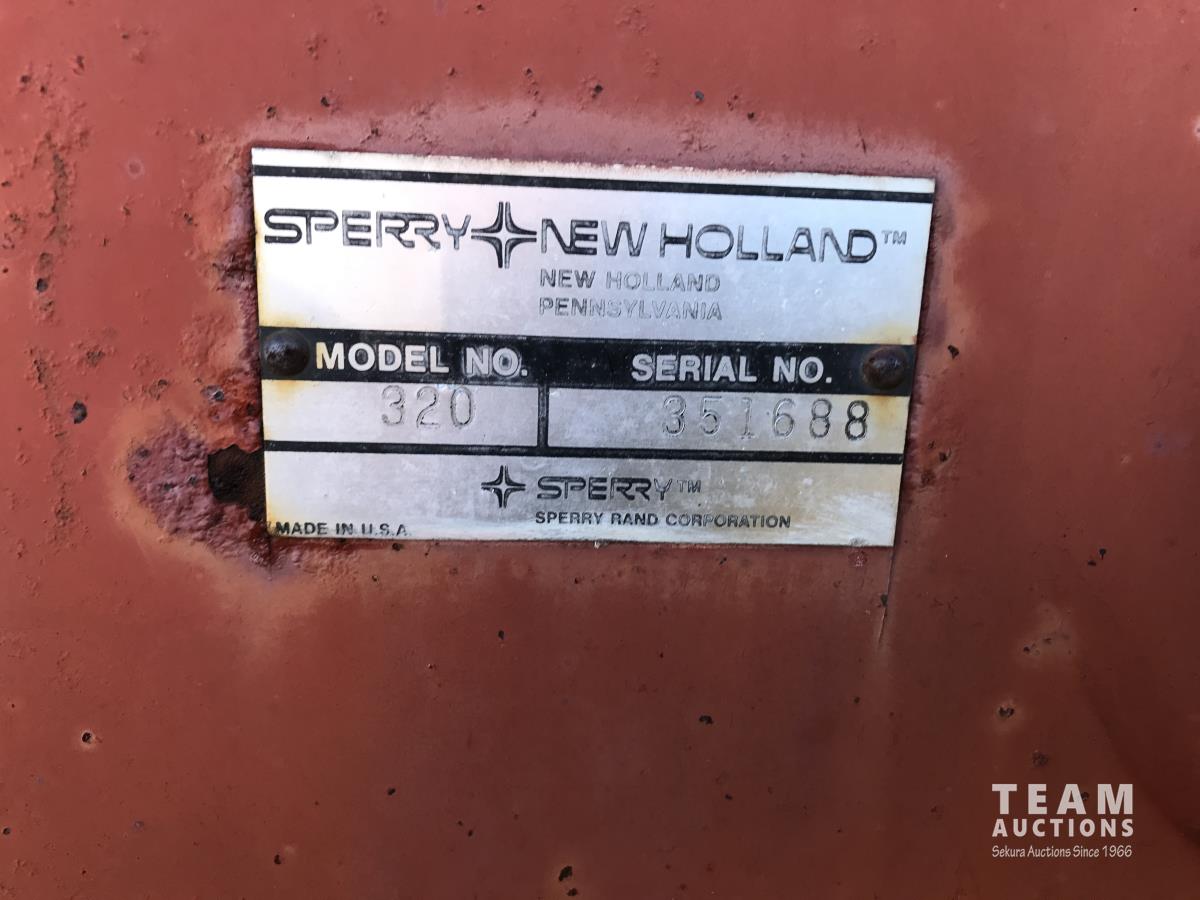 SPERRY NEW HOLLAND™
NEW HOLLAND
PENNSYLVANIA
MODEL NO. SERIAL NO.
320 351688
SPERRY™
SPERRY RAND CORPORATION
MADE IN U.S.A.
TEAM
AUCTIONS
Sekura Auctions Since 1966